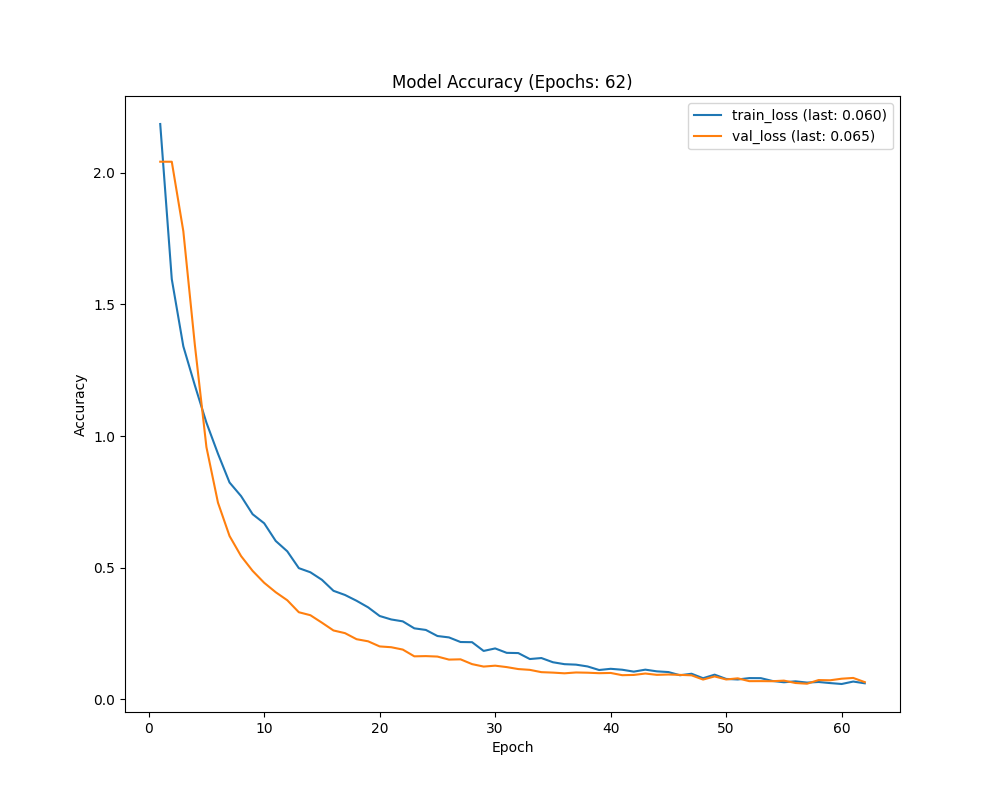 Model Accuracy (Epochs: 62)
train_loss (last: 0.060)
val_loss (last: 0.065)
2.0
1.5
1.0
0.5
0.0
Accuracy
0 10 20 30 40 50 60
Epoch